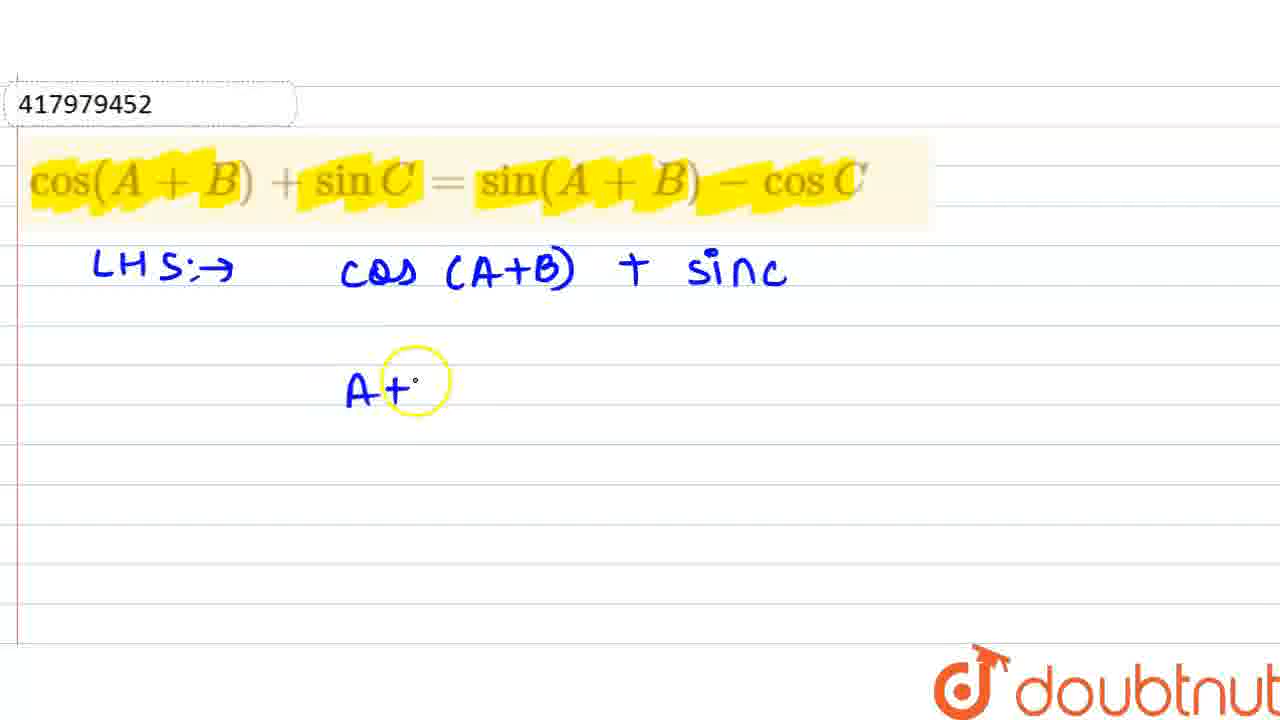 417979452
cos(A + B) + sin C = sin(A + B) − cos C
LHS:→ cos (A+B) + sinc
A+
doubtnut